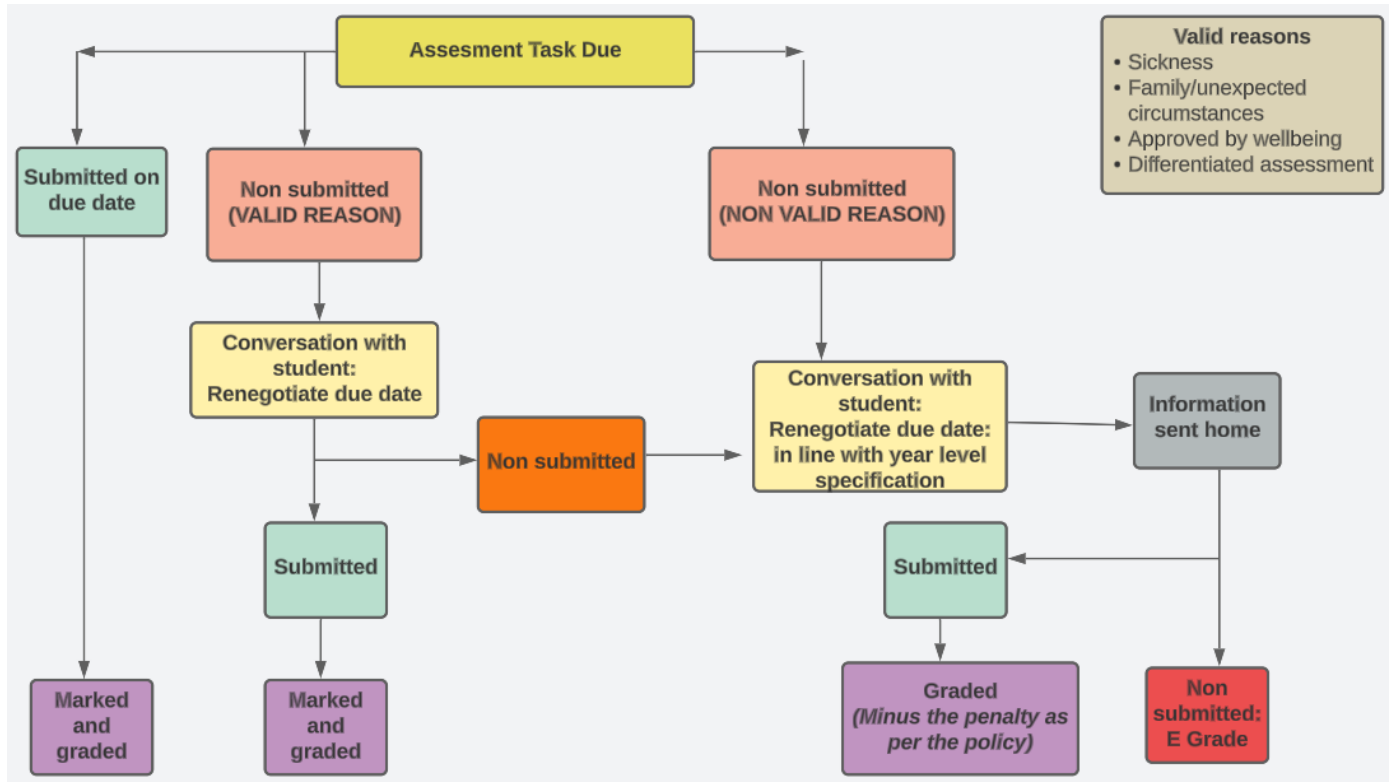 Assesment Task Due
Valid reasons
• Sickness
• Family/unexpected
circumstances
• Approved by wellbeing
• Differentiated assessment
Submitted on
due date
Non submitted
(VALID REASON)
Non submitted
(NON VALID REASON)
Conversation with
student:
Renegotiate due date
Conversation with
student:
Renegotiate due date:
in line with year level
specification
Information
sent home
Non submitted
Submitted
Submitted
Marked
and
graded
Marked
and
graded
Graded
(Minus the penalty as
per the policy)
Non
submitted:
E Grade